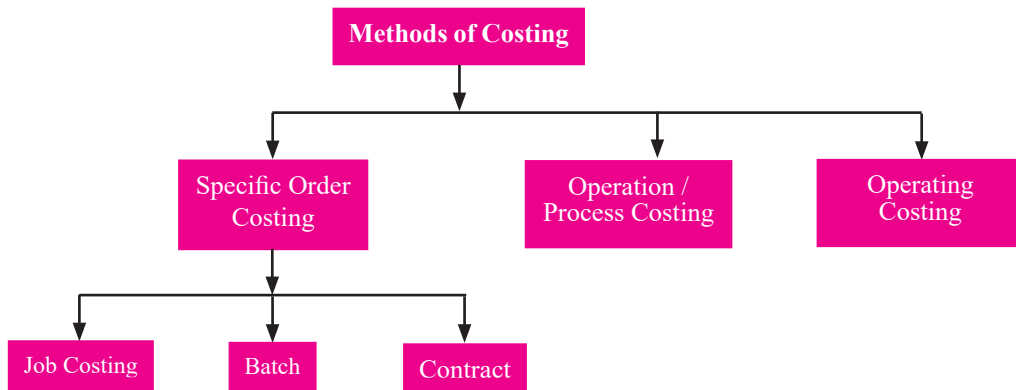 Methods of Costing
Specific Order
Costing
Operation /
Process Costing
Operating
Costing
Job Costing
Batch
Contract